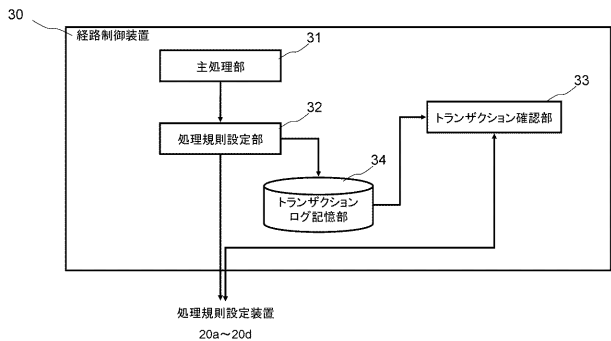 30
経路制御装置
31
主処理部
32
処理規則設定部
33
トランザクション確認部
34
トランザクション
ログ記憶部
処理規則設定装置
20a～20d